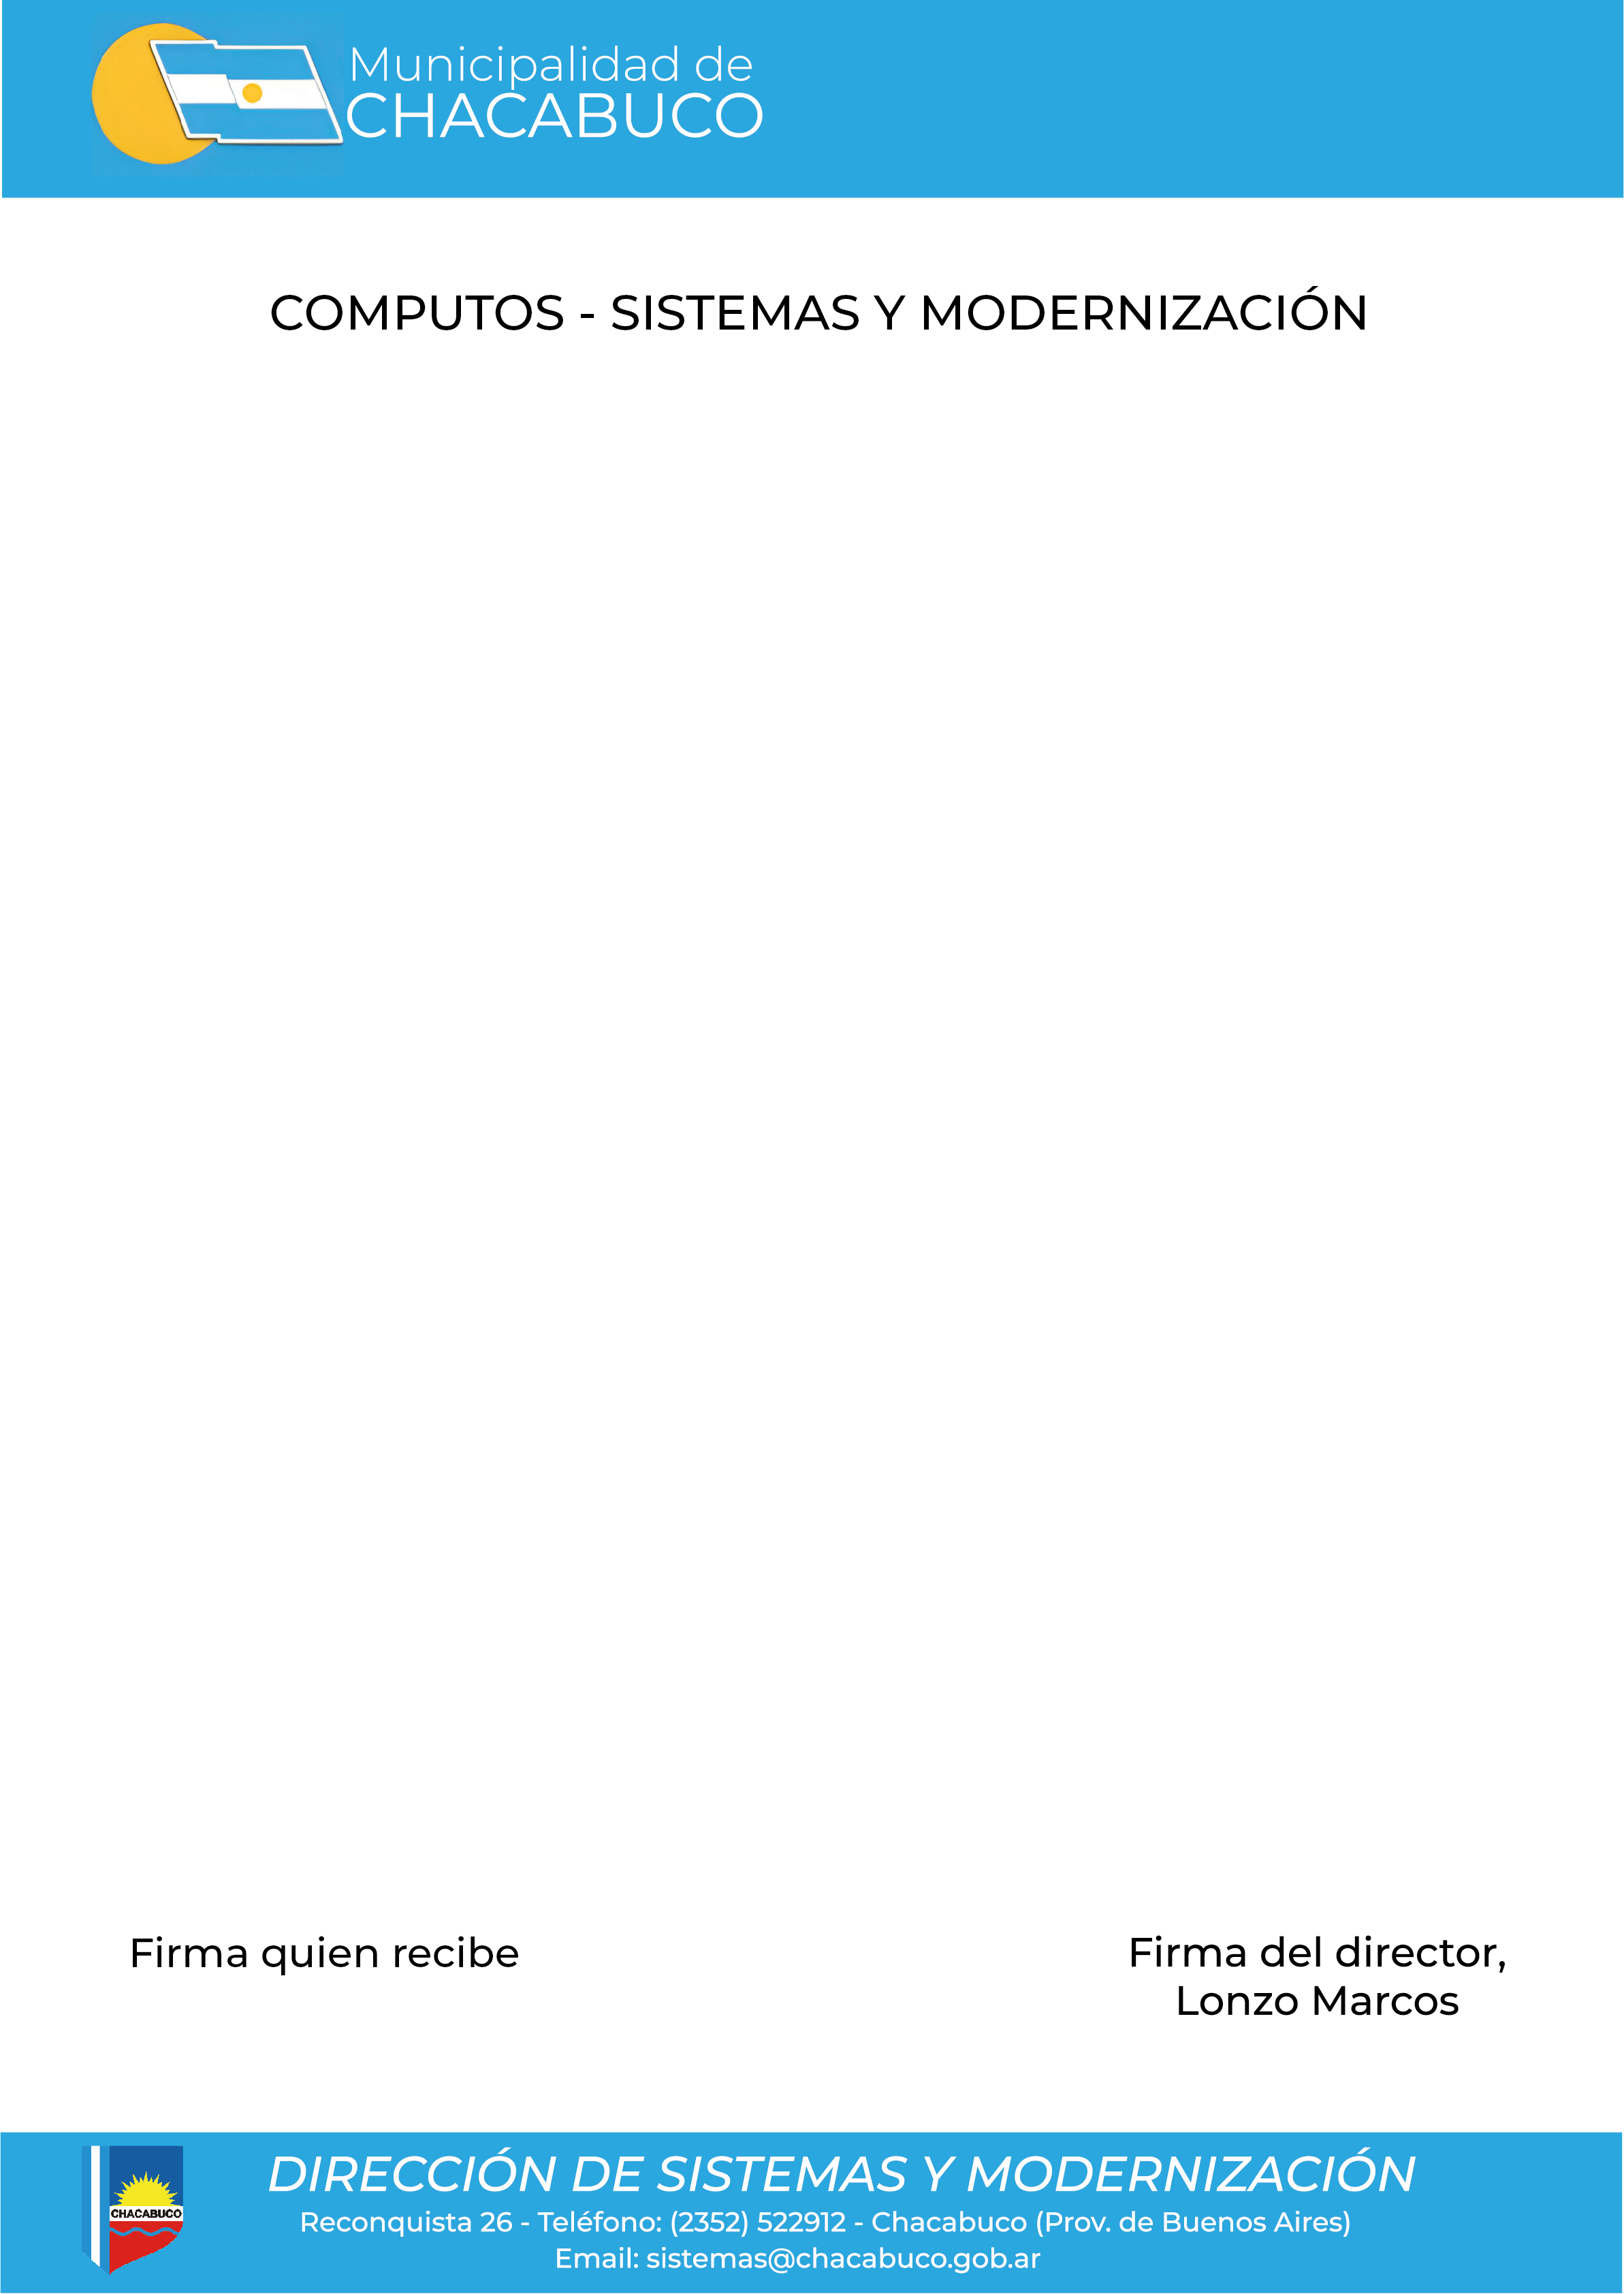 Municipalidad de
CHACABUCO
COMPUTOS - SISTEMAS Y MODERNIZACIÓN
Firma quien recibe
Firma del director,
Lonzo Marcos
CHACABUCO
DIRECCIÓN DE SISTEMAS Y MODERNIZACIÓN
Reconquista 26 - Teléfono: (2352) 522912 - Chacabuco (Prov. de Buenos Aires)
Email: sistemas@chacabuco.gob.ar